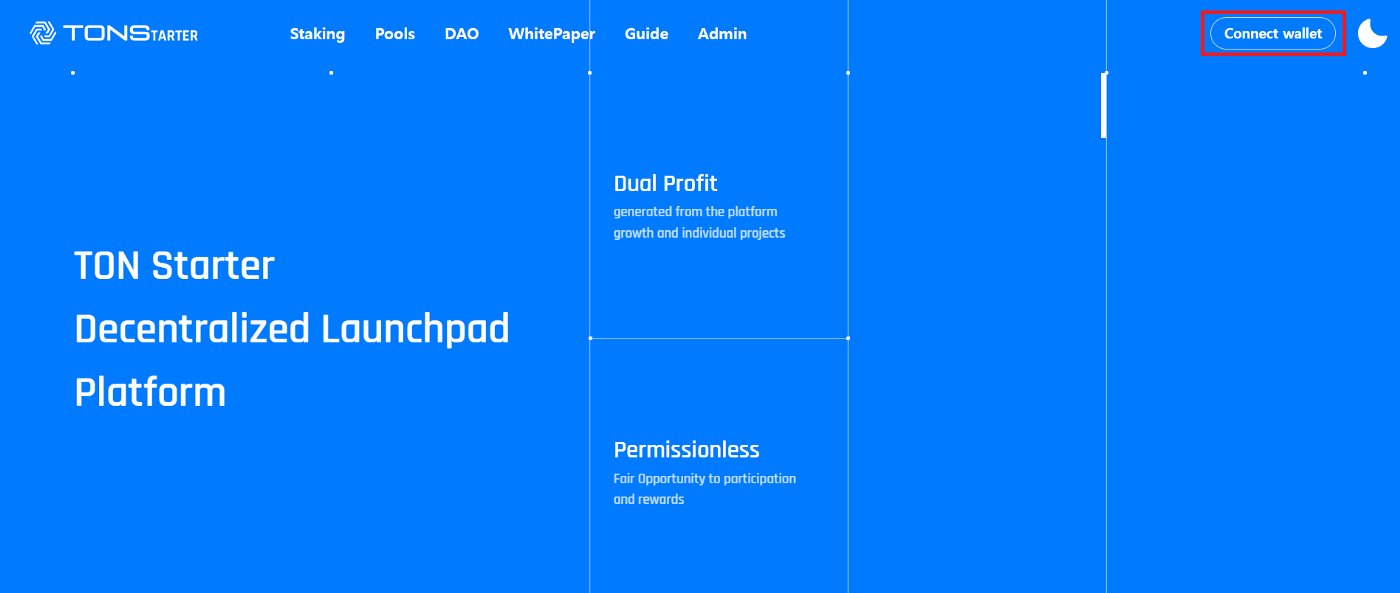 TONSTARTER
Staking Pools DAO WhitePaper Guide Admin
Connect wallet
TON Starter
Decentralized Launchpad
Platform
Dual Profit
generated from the platform
growth and individual projects
Permissionless
Fair Opportunity to participation
and rewards